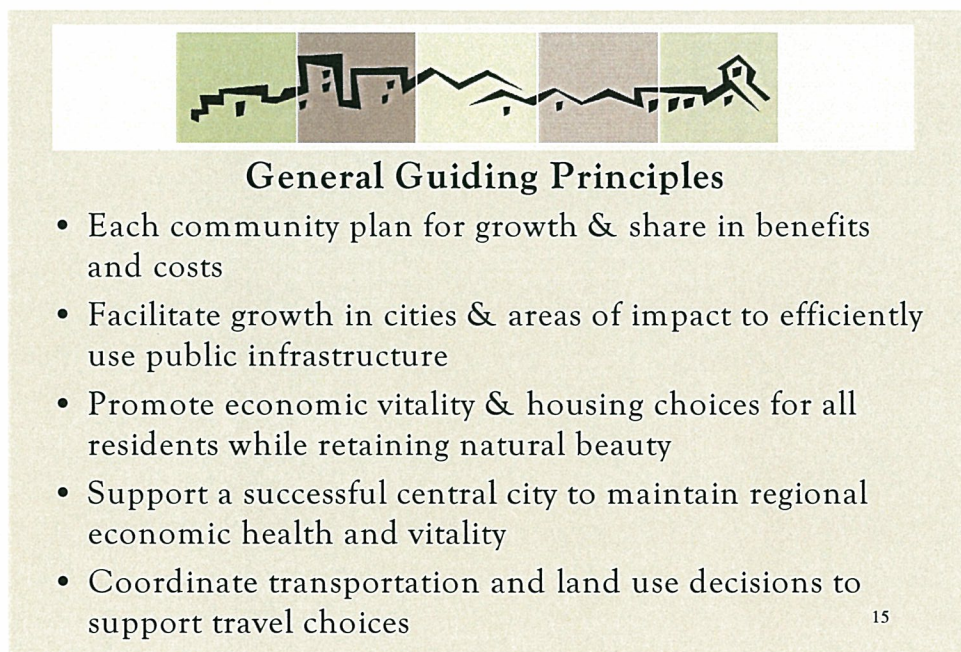 General Guiding Principles
• Each community plan for growth & share in benefits
and costs
• Facilitate growth in cities & areas of impact to efficiently
use public infrastructure
• Promote economic vitality & housing choices for all
residents while retaining natural beauty
• Support a successful central city to maintain regional
economic health and vitality
• Coordinate transportation and land use decisions to
support travel choices
15